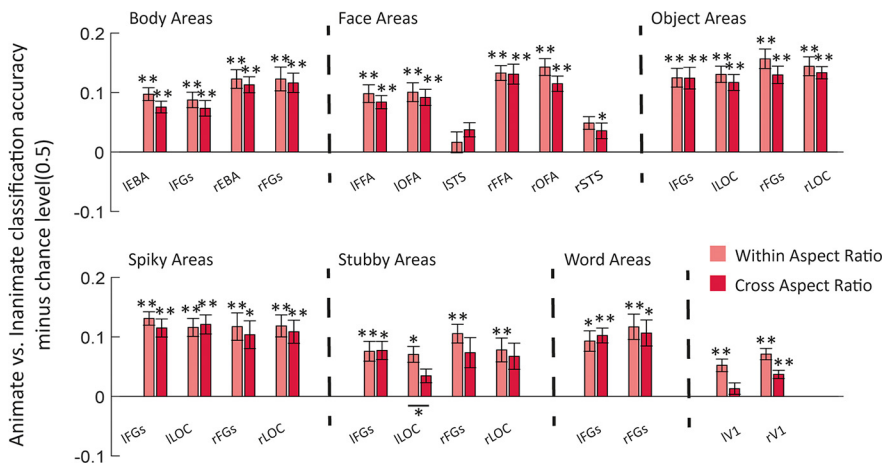 Animate vs. Inanimate classification accuracy
minus chance level(0.5)
Body Areas
Face Areas
Object Areas
0.2
0.1
0
-0.1
** ** ** ** ** ** ** **
** ** ** ** ** ** ** ** *
** ** ** ** ** ** ** **
lEBA lFGs rEBA rFGs
lFFA lOFA lSTS rFFA rOFA rSTS
lFGs lLOC rFGs rLOC
Spiky Areas
Stubby Areas
Word Areas
Within Aspect Ratio
Cross Aspect Ratio
0.2
0.1
0
-0.1
** ** ** ** ** * ** **
** * * ** **
* ** ** *
** ** **
*
lFGs lLOC rFGs rLOC
lFGs lLOC rFGs rLOC
lFGs rFGs
lV1 rV1